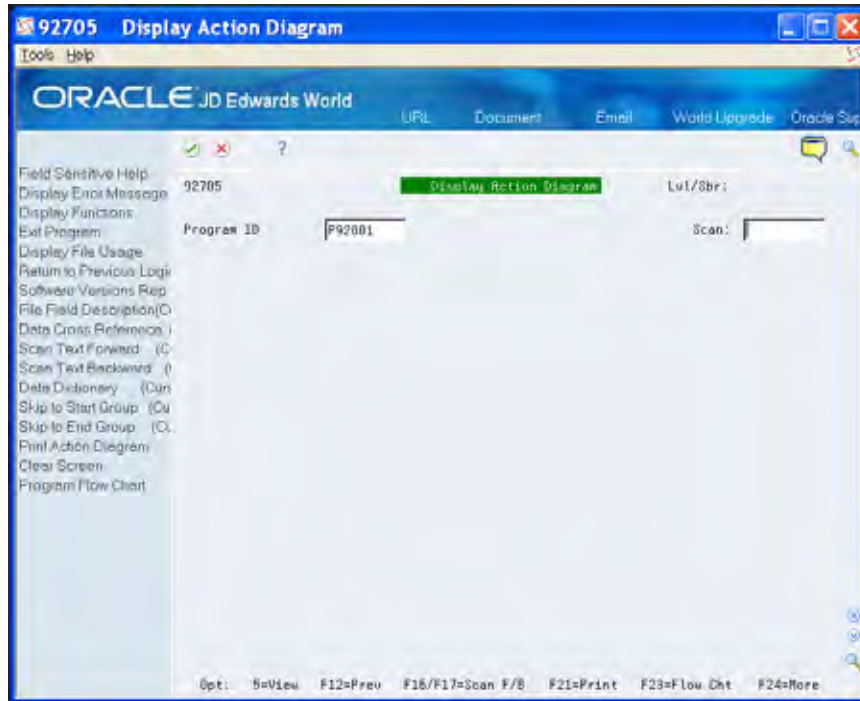 92705 Display Action Diagram
Tools Help
ORACLE JD Edwards World
URL Document Email World Upgrade Oracle Sup
?
Field Sensitive Help
Display Error Message
Display Functions
Exit Program
Display File Usage
Return to Previous Logic
Software Versions Rep
File Field Description(C
Data Cross Reference (
Scan Text Forward (C
Scan Text Backward (
Data Dictionary (Curs
Skip to Start Group (Cu
Skip to End Group (Cu
Print Action Diagram
Clear Screen
Program Flow Chart
92705 Display Action Diagram Lvl/Sbr:
Program ID P92001 Scan:
Opt: 5=View F12=Prev F16/F17=Scan F/B F21=Print F23=Flow Cht F24=More